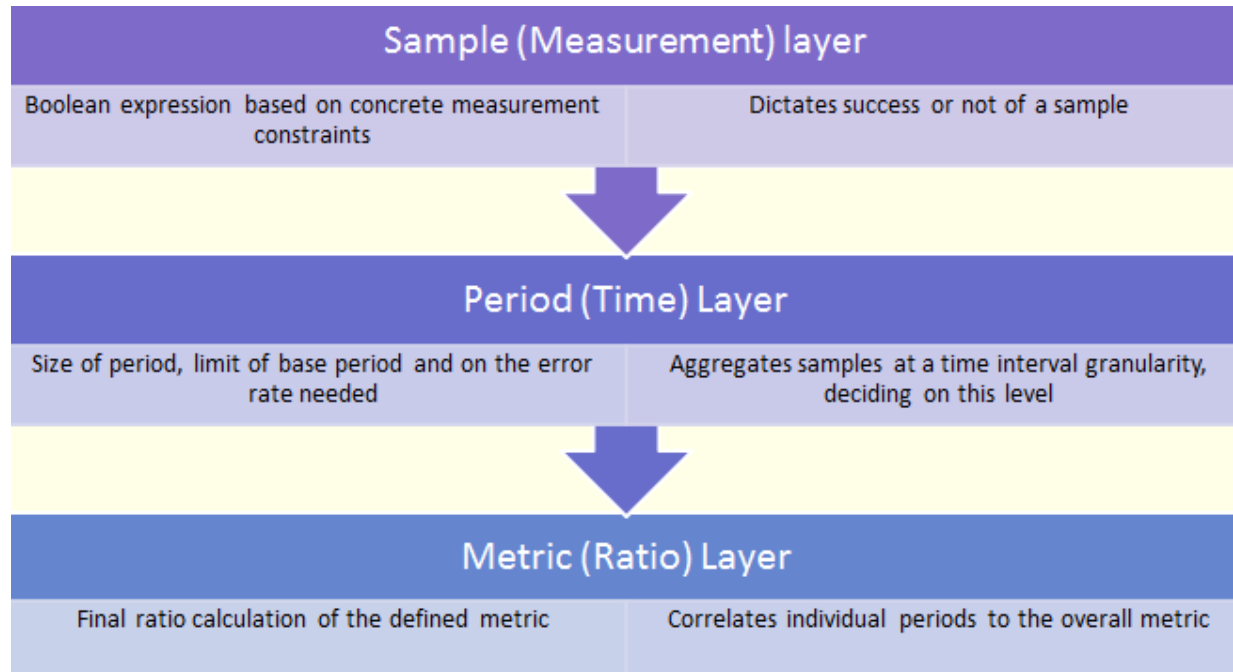 Sample (Measurement) layer
Boolean expression based on concrete measurement
constraints
Dictates success or not of a sample
Period (Time) Layer
Size of period, limit of base period and on the error
rate needed
Aggregates samples at a time interval granularity,
deciding on this level
Metric (Ratio) Layer
Final ratio calculation of the defined metric
Correlates individual periods to the overall metric